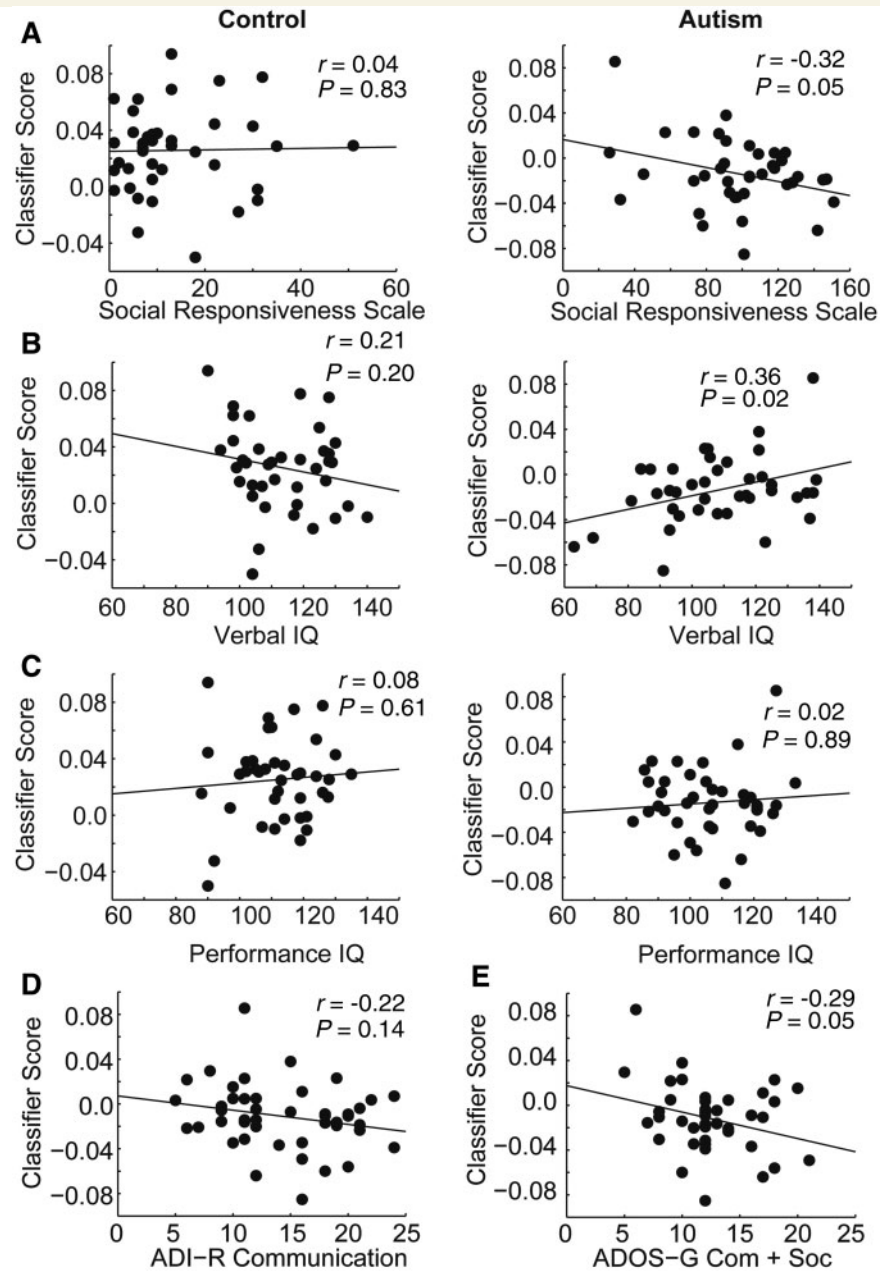 Control
Autism
A
r = 0.04
P = 0.83
Classifier Score
0.08
0.04
0.0
−0.04
0
20
40
60
Social Responsiveness Scale
r = -0.32
P = 0.05
Classifier Score
0.08
0.04
0.0
−0.04
−0.08
0
40
80
120
160
Social Responsiveness Scale
B
r = 0.21
P = 0.20
Classifier Score
0.08
0.04
0.0
−0.04
60
80
100
120
140
Verbal IQ
r = 0.36
P = 0.02
Classifier Score
0.08
0.04
0.0
−0.04
−0.08
60
80
100
120
140
Verbal IQ
C
r = 0.08
P = 0.61
Classifier Score
0.08
0.04
0.0
−0.04
60
80
100
120
140
Performance IQ
r = 0.02
P = 0.89
Classifier Score
0.08
0.04
0.0
−0.04
−0.08
60
80
100
120
140
Performance IQ
D
r = -0.22
P = 0.14
Classifier Score
0.08
0.04
0.0
−0.04
−0.08
0
5
10
15
20
25
ADI−R Communication
E
r = -0.29
P = 0.05
Classifier Score
0.08
0.04
0.0
−0.04
−0.08
0
5
10
15
20
25
ADOS−G Com + Soc